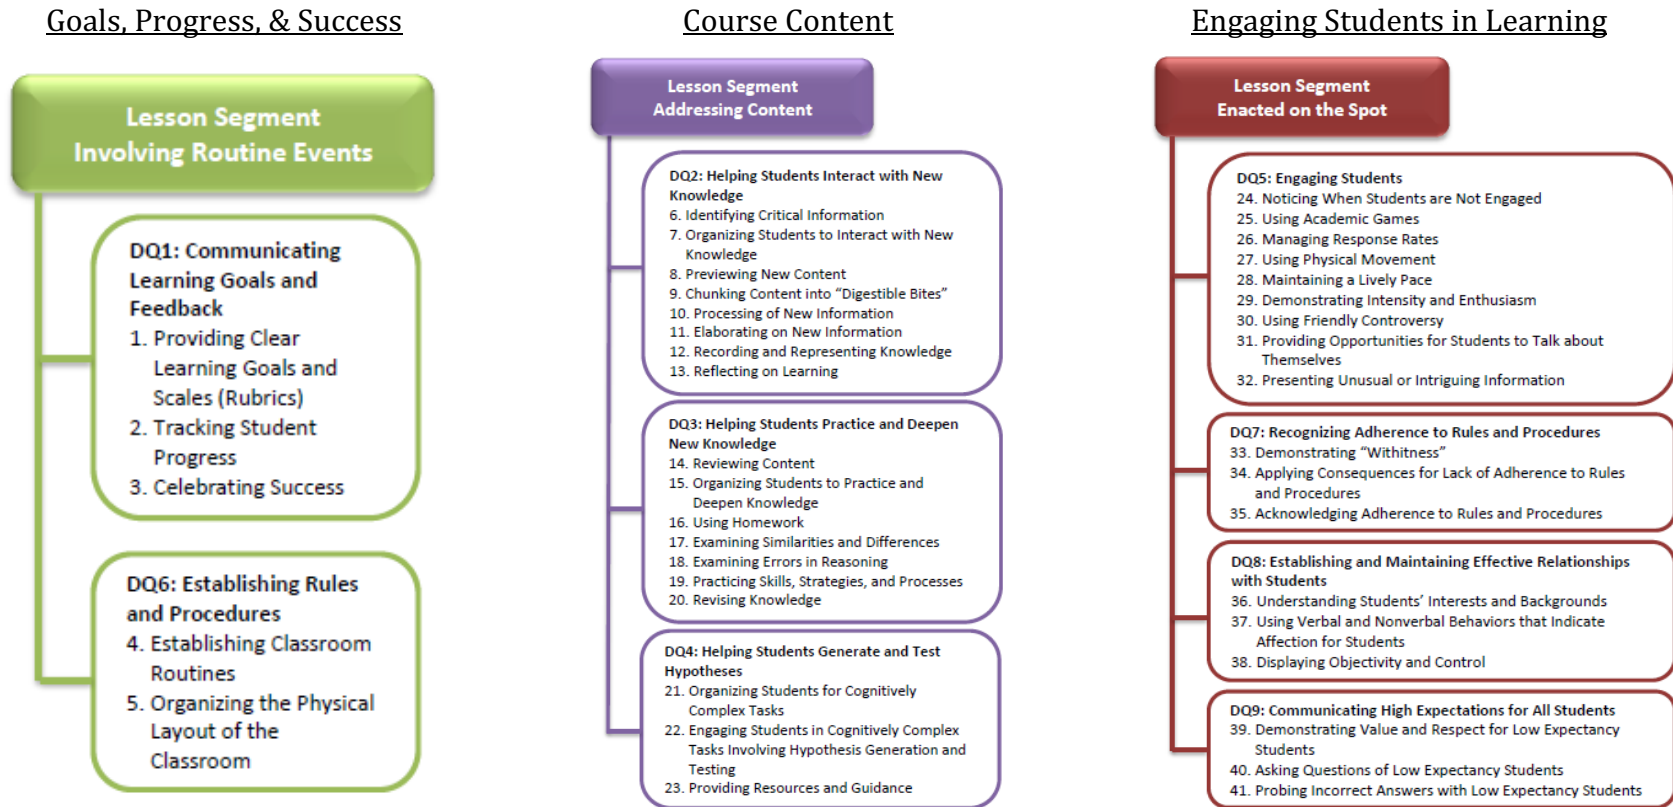 Goals, Progress, & Success
Lesson Segment
Involving Routine Events
DQ1: Communicating
Learning Goals and
Feedback
1. Providing Clear
Learning Goals and
Scales (Rubrics)
2. Tracking Student
Progress
3. Celebrating Success
DQ6: Establishing Rules
and Procedures
4. Establishing Classroom
Routines
5. Organizing the Physical
Layout of the
Classroom
Course Content
Lesson Segment
Addressing Content
DQ2: Helping Students Interact with New
Knowledge
6. Identifying Critical Information
7. Organizing Students to Interact with New
Knowledge
8. Previewing New Content
9. Chunking Content into “Digestible Bites”
10. Processing of New Information
11. Elaborating on New Information
12. Recording and Representing Knowledge
13. Reflecting on Learning
DQ3: Helping Students Practice and Deepen
New Knowledge
14. Reviewing Content
15. Organizing Students to Practice and
Deepen Knowledge
16. Using Homework
17. Examining Similarities and Differences
18. Examining Errors in Reasoning
19. Practicing Skills, Strategies, and Processes
20. Revising Knowledge
DQ4: Helping Students Generate and Test
Hypotheses
21. Organizing Students for Cognitively
Complex Tasks
22. Engaging Students in Cognitively Complex
Tasks Involving Hypothesis Generation and
Testing
23. Providing Resources and Guidance
Engaging Students in Learning
Lesson Segment
Enacted on the Spot
DQ5: Engaging Students
24. Noticing When Students are Not Engaged
25. Using Academic Games
26. Managing Response Rates
27. Using Physical Movement
28. Maintaining a Lively Pace
29. Demonstrating Intensity and Enthusiasm
30. Using Friendly Controversy
31. Providing Opportunities for Students to Talk about
Themselves
32. Presenting Unusual or Intriguing Information
DQ7: Recognizing Adherence to Rules and Procedures
33. Demonstrating “Withitness”
34. Applying Consequences for Lack of Adherence to Rules
and Procedures
35. Acknowledging Adherence to Rules and Procedures
DQ8: Establishing and Maintaining Effective Relationships
with Students
36. Understanding Students’ Interests and Backgrounds
37. Using Verbal and Nonverbal Behaviors that Indicate
Affection for Students
38. Displaying Objectivity and Control
DQ9: Communicating High Expectations for All Students
39. Demonstrating Value and Respect for Low Expectancy
Students
40. Asking Questions of Low Expectancy Students
41. Probing Incorrect Answers with Low Expectancy Students